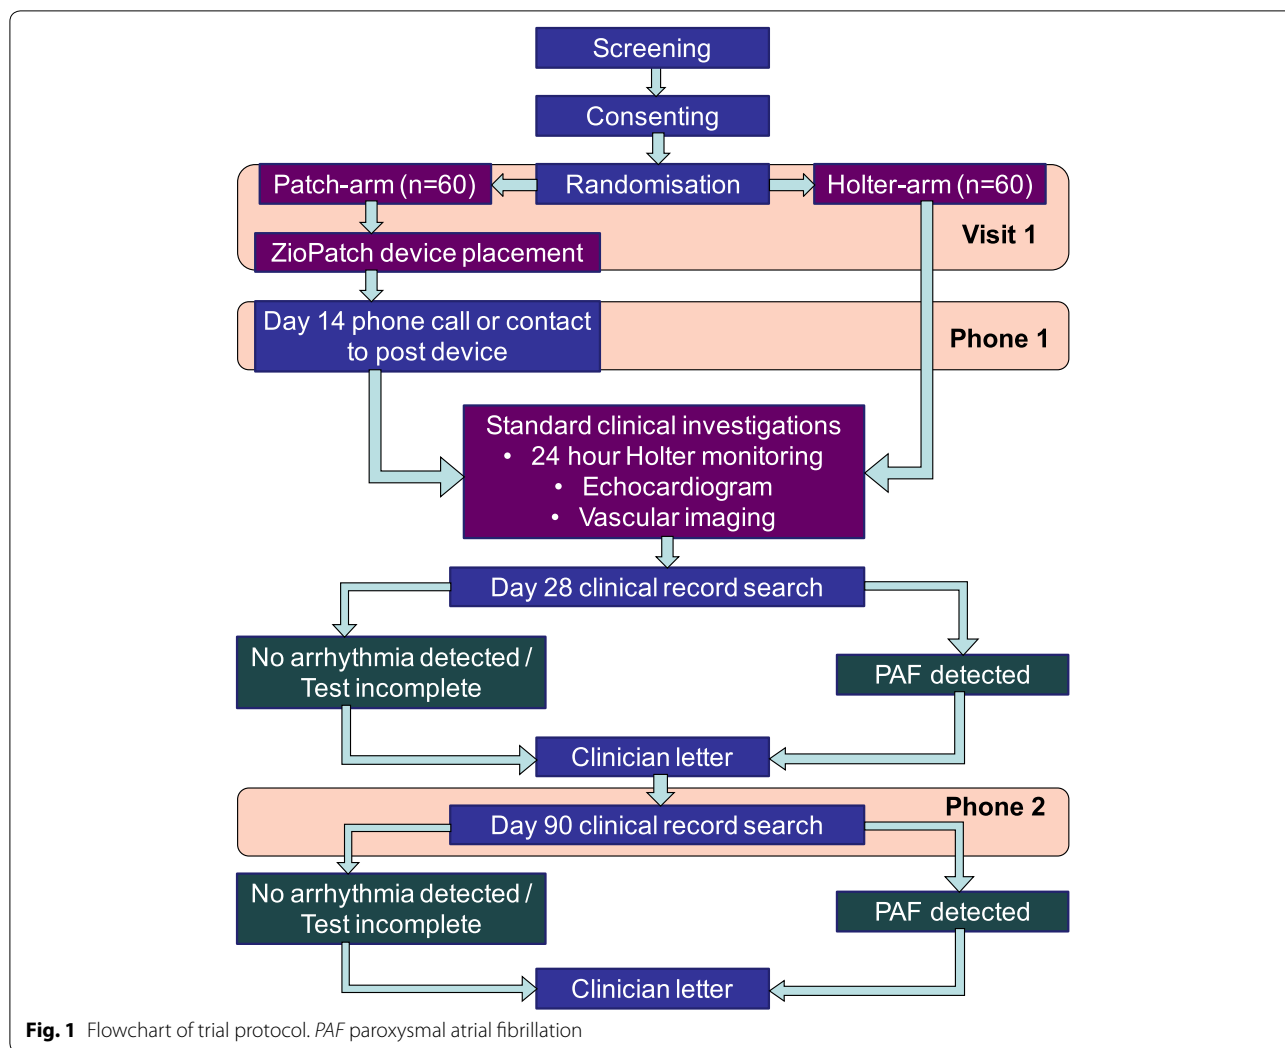 Screening
Consenting
Patch-arm (n=60)
Randomisation
Holter-arm (n=60)
Visit 1
ZioPatch device placement
Day 14 phone call or contact
to post device
Phone 1
Standard clinical investigations
• 24 hour Holter monitoring
• Echocardiogram
• Vascular imaging
Day 28 clinical record search
No arrhythmia detected /
Test incomplete
PAF detected
Clinician letter
Phone 2
Day 90 clinical record search
No arrhythmia detected /
Test incomplete
PAF detected
Clinician letter
Fig. 1 Flowchart of trial protocol. PAF paroxysmal atrial fibrillation